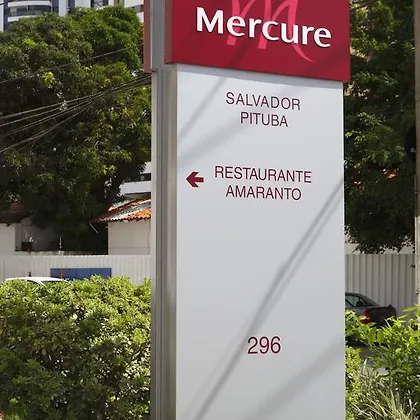 Mercure
SALVADOR
PITUBA
RESTAURANTE
AMARANTO
296